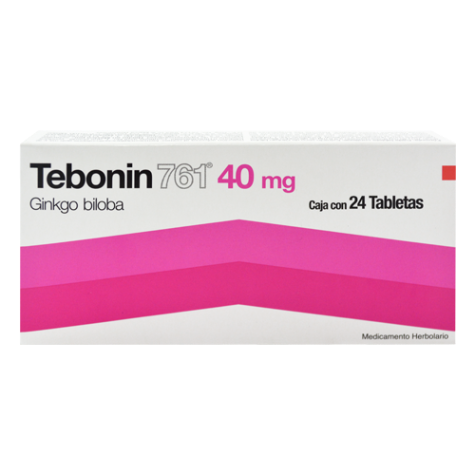 Tebonin 761® 40 mg
Ginkgo biloba
Caja con 24 Tabletas
Medicamento Herbolario